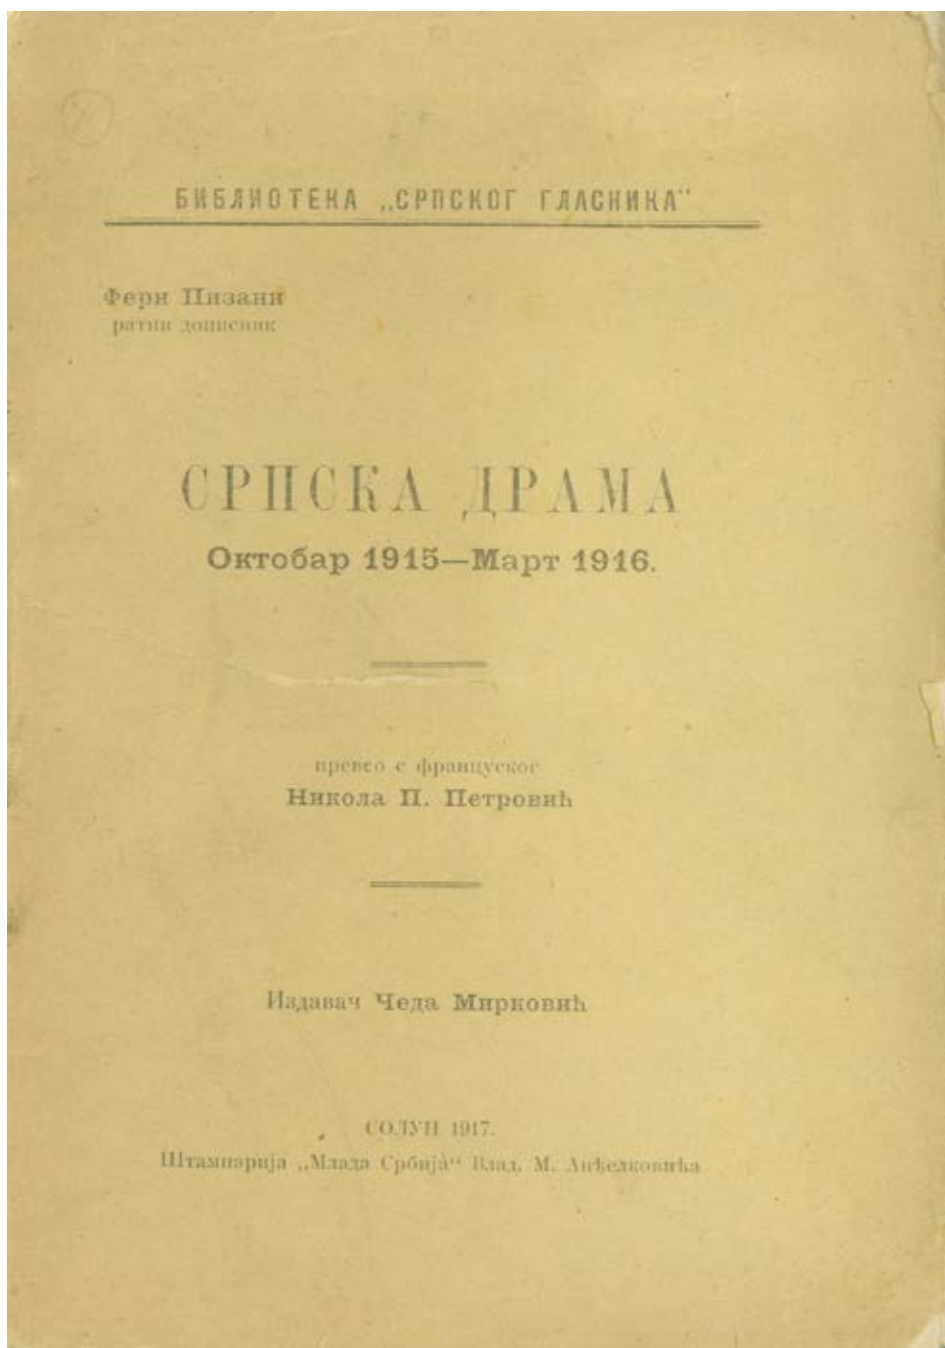 БИБЛИОТЕКА „СРПСКОГ ГЛАСНИКА“
Фери Пизани
ратни дописник
СРПСКА ДРАМА
Октобар 1915—Март 1916.
превео с француског
Никола П. Петровић
Издавач Чеда Мирковић
СОЛУН 1917.
Штампарија „Млада Србија“ Влад. М. Анђелковића